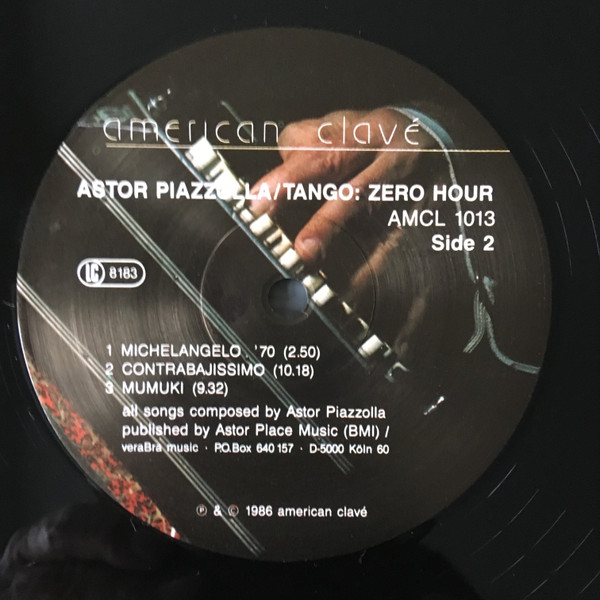 american clavé
ASTOR PIAZZOLLA/TANGO: ZERO HOUR
AMCL 1013
Side 2
LC 8183
1 MICHELANGELO, '70 (2.50)
2 CONTRABAJISSIMO (10.18)
3 MUMUKI (9.32)
all songs composed by Astor Piazzolla
published by Astor Place Music (BMI) /
veraBra music · P.O.Box 640 157 · D-5000 Köln 60
℗ & © 1986 american clavé